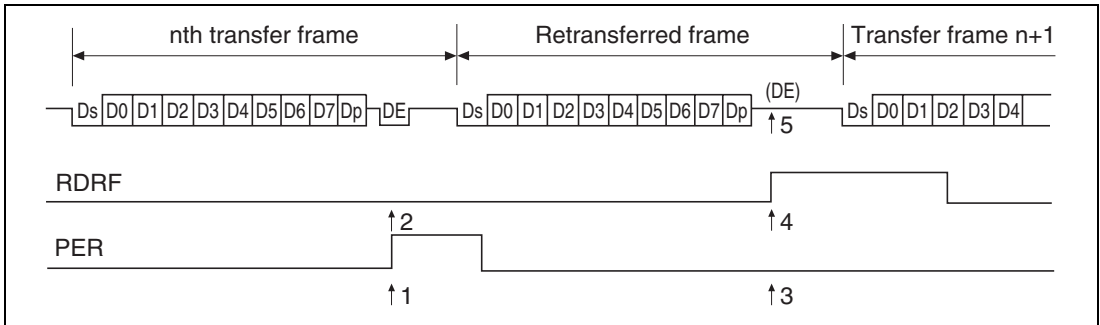 nth transfer frame Retransferred frame Transfer frame n+1
(DE)
Ds D0 D1 D2 D3 D4 D5 D6 D7 Dp DE Ds D0 D1 D2 D3 D4 D5 D6 D7 Dp Ds D0 D1 D2 D3 D4
5
RDRF
2 4
PER
1 3